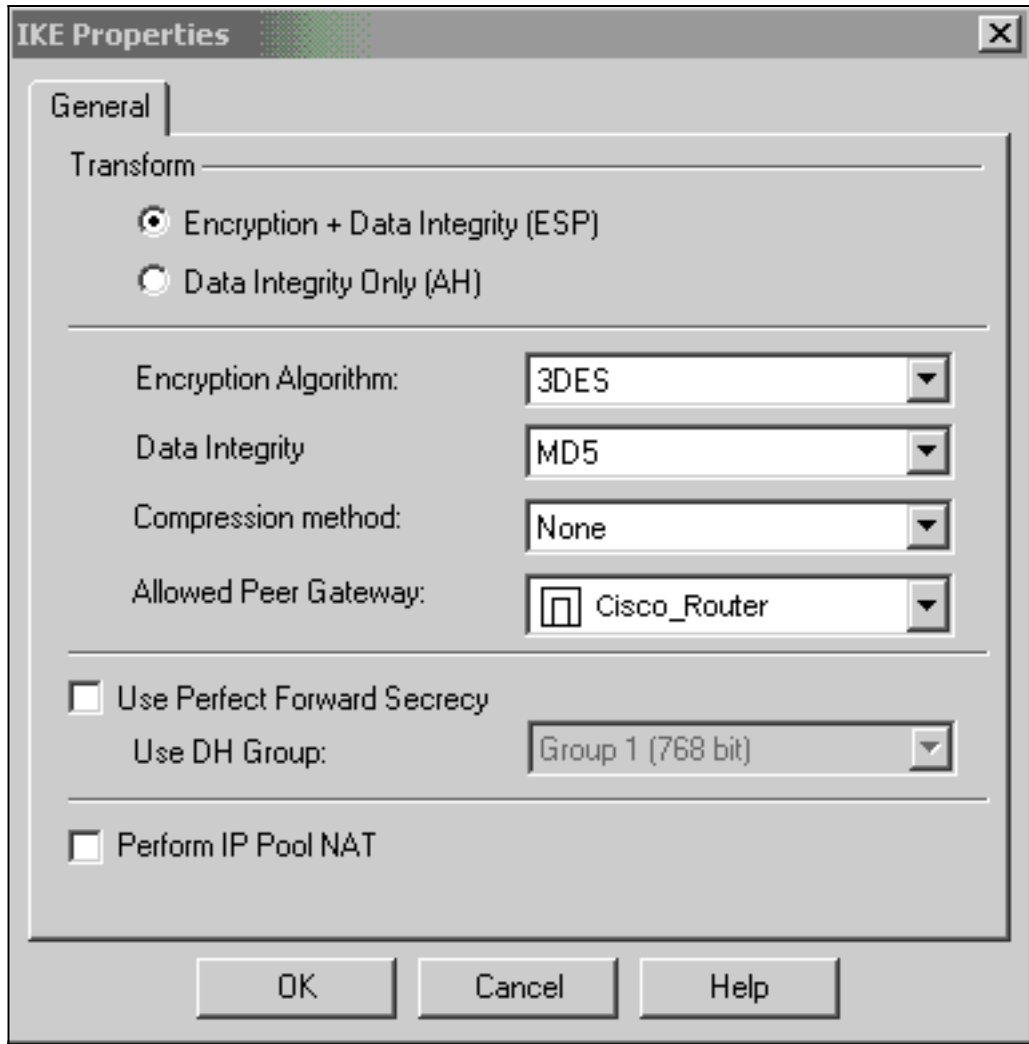 IKE Properties
General
Transform
Encryption + Data Integrity (ESP)
Data Integrity Only (AH)
Encryption Algorithm: 3DES
Data Integrity MD5
Compression method: None
Allowed Peer Gateway: Cisco_Router
Use Perfect Forward Secrecy
Use DH Group: Group 1 (768 bit)
Perform IP Pool NAT
OK Cancel Help